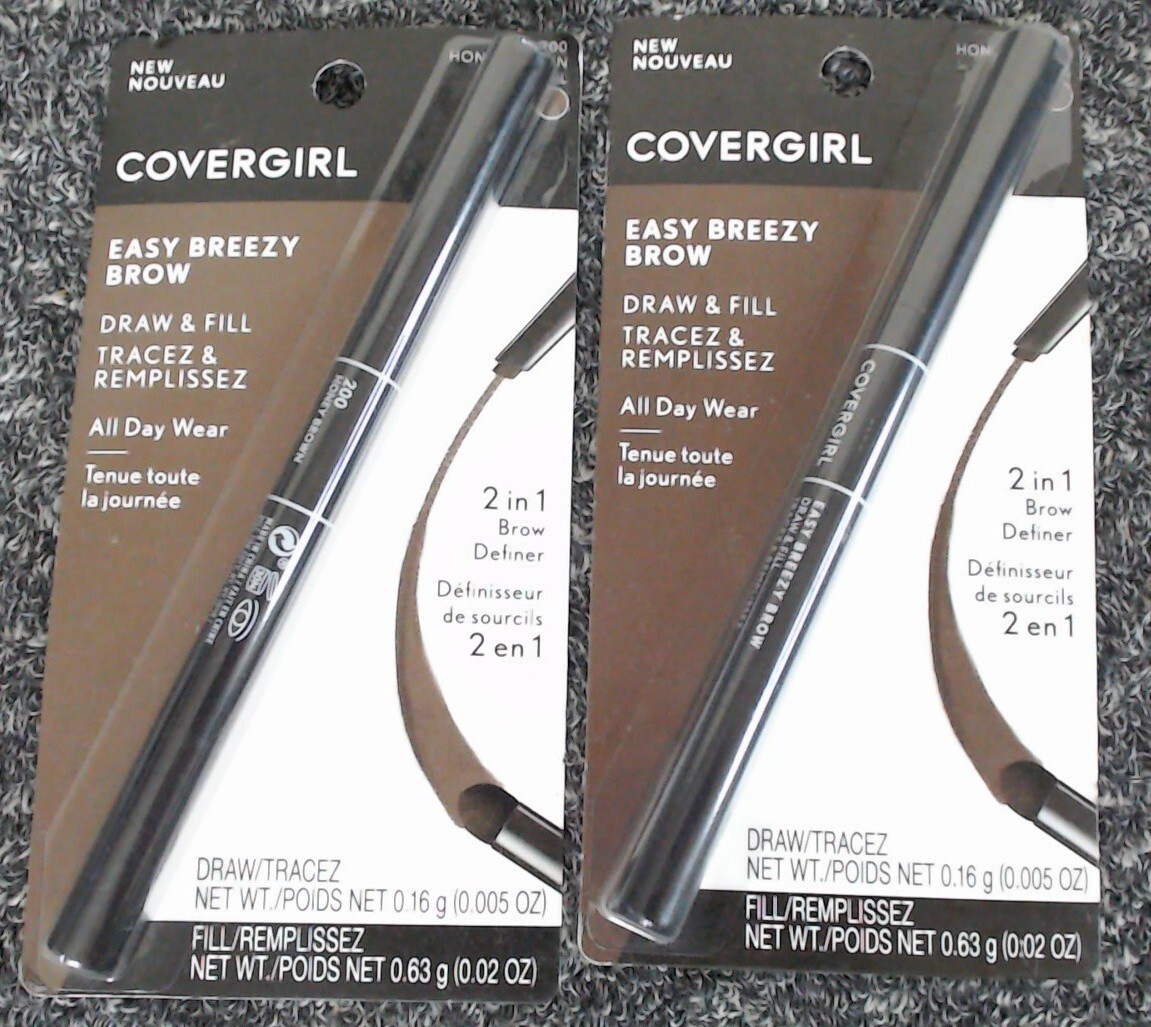 NEW
NOUVEAU
HON
200
N
COVERGIRL
EASY BREEZY
BROW
DRAW & FILL
TRACEZ &
REMPLISSEZ
All Day Wear
Tenue toute
la journée
200
HONEY BROWN
2 in 1
Brow
Definer
Définisseur
de sourcils
2 en 1
DRAW/TRACEZ
NET WT./POIDS NET 0.16 g (0.005 OZ)
FILL/REMPLISSEZ
NET WT./POIDS NET 0.63 g (0.02 OZ)
NEW
NOUVEAU
HON
COVERGIRL
EASY BREEZY
BROW
DRAW & FILL
TRACEZ &
REMPLISSEZ
All Day Wear
Tenue toute
la journée
COVERGIRL
EASY BREEZY BROW
DRAW & FILL
2 in 1
Brow
Definer
Définisseur
de sourcils
2 en 1
DRAW/TRACEZ
NET WT./POIDS NET 0.16 g (0.005 OZ)
FILL/REMPLISSEZ
NET WT./POIDS NET 0.63 g (0.02 OZ)